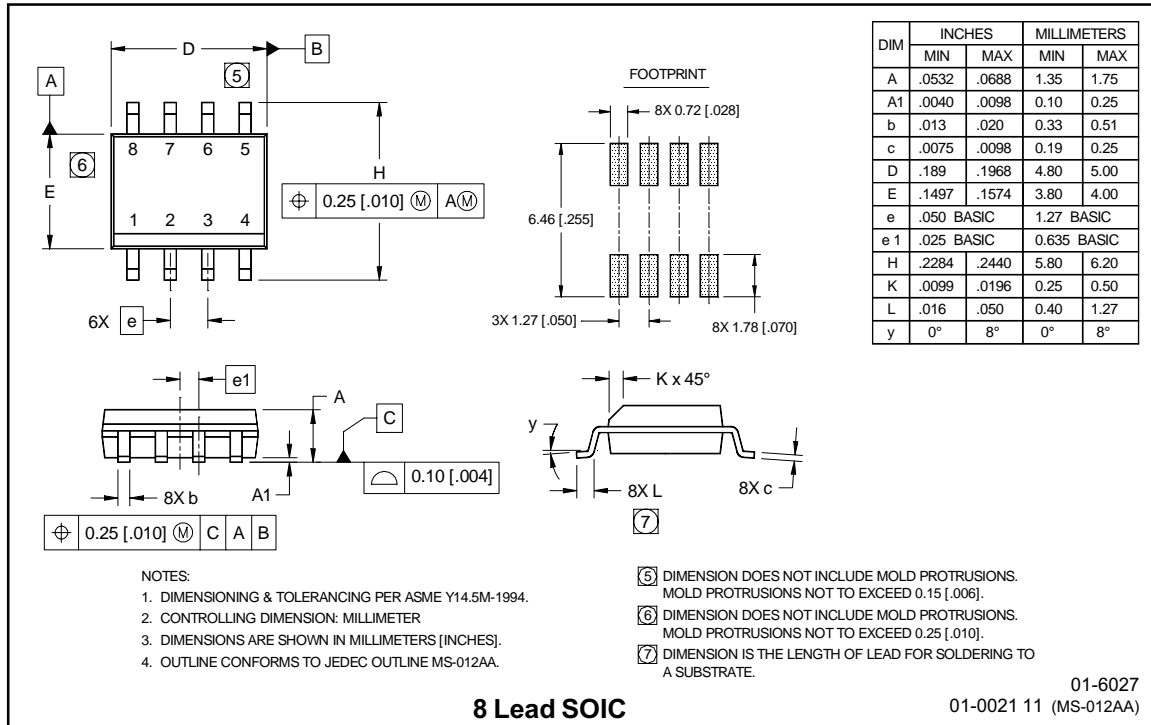 D
B
5
A
8 7 6 5
6
E
H
⌖ 0.25 [.010] Ⓜ AⓂ
1 2 3 4
6X e
FOOTPRINT
8X 0.72 [.028]
6.46 [.255]
3X 1.27 [.050]
8X 1.78 [.070]
DIM INCHES MILLIMETERS
MIN MAX MIN MAX
A .0532 .0688 1.35 1.75
A1 .0040 .0098 0.10 0.25
b .013 .020 0.33 0.51
c .0075 .0098 0.19 0.25
D .189 .1968 4.80 5.00
E .1497 .1574 3.80 4.00
e .050 BASIC 1.27 BASIC
e 1 .025 BASIC 0.635 BASIC
H .2284 .2440 5.80 6.20
K .0099 .0196 0.25 0.50
L .016 .050 0.40 1.27
y 0° 8° 0° 8°
e1
A
C
0.10 [.004]
8X b
A1
⌖ 0.25 [.010] Ⓜ C A B
K x 45°
y
8X L
7
8X c
NOTES:
1. DIMENSIONING & TOLERANCING PER ASME Y14.5M-1994.
2. CONTROLLING DIMENSION: MILLIMETER
3. DIMENSIONS ARE SHOWN IN MILLIMETERS [INCHES].
4. OUTLINE CONFORMS TO JEDEC OUTLINE MS-012AA.
5 DIMENSION DOES NOT INCLUDE MOLD PROTRUSIONS.
MOLD PROTRUSIONS NOT TO EXCEED 0.15 [.006].
6 DIMENSION DOES NOT INCLUDE MOLD PROTRUSIONS.
MOLD PROTRUSIONS NOT TO EXCEED 0.25 [.010].
7 DIMENSION IS THE LENGTH OF LEAD FOR SOLDERING TO
A SUBSTRATE.
8 Lead SOIC
01-6027
01-0021 11 (MS-012AA)